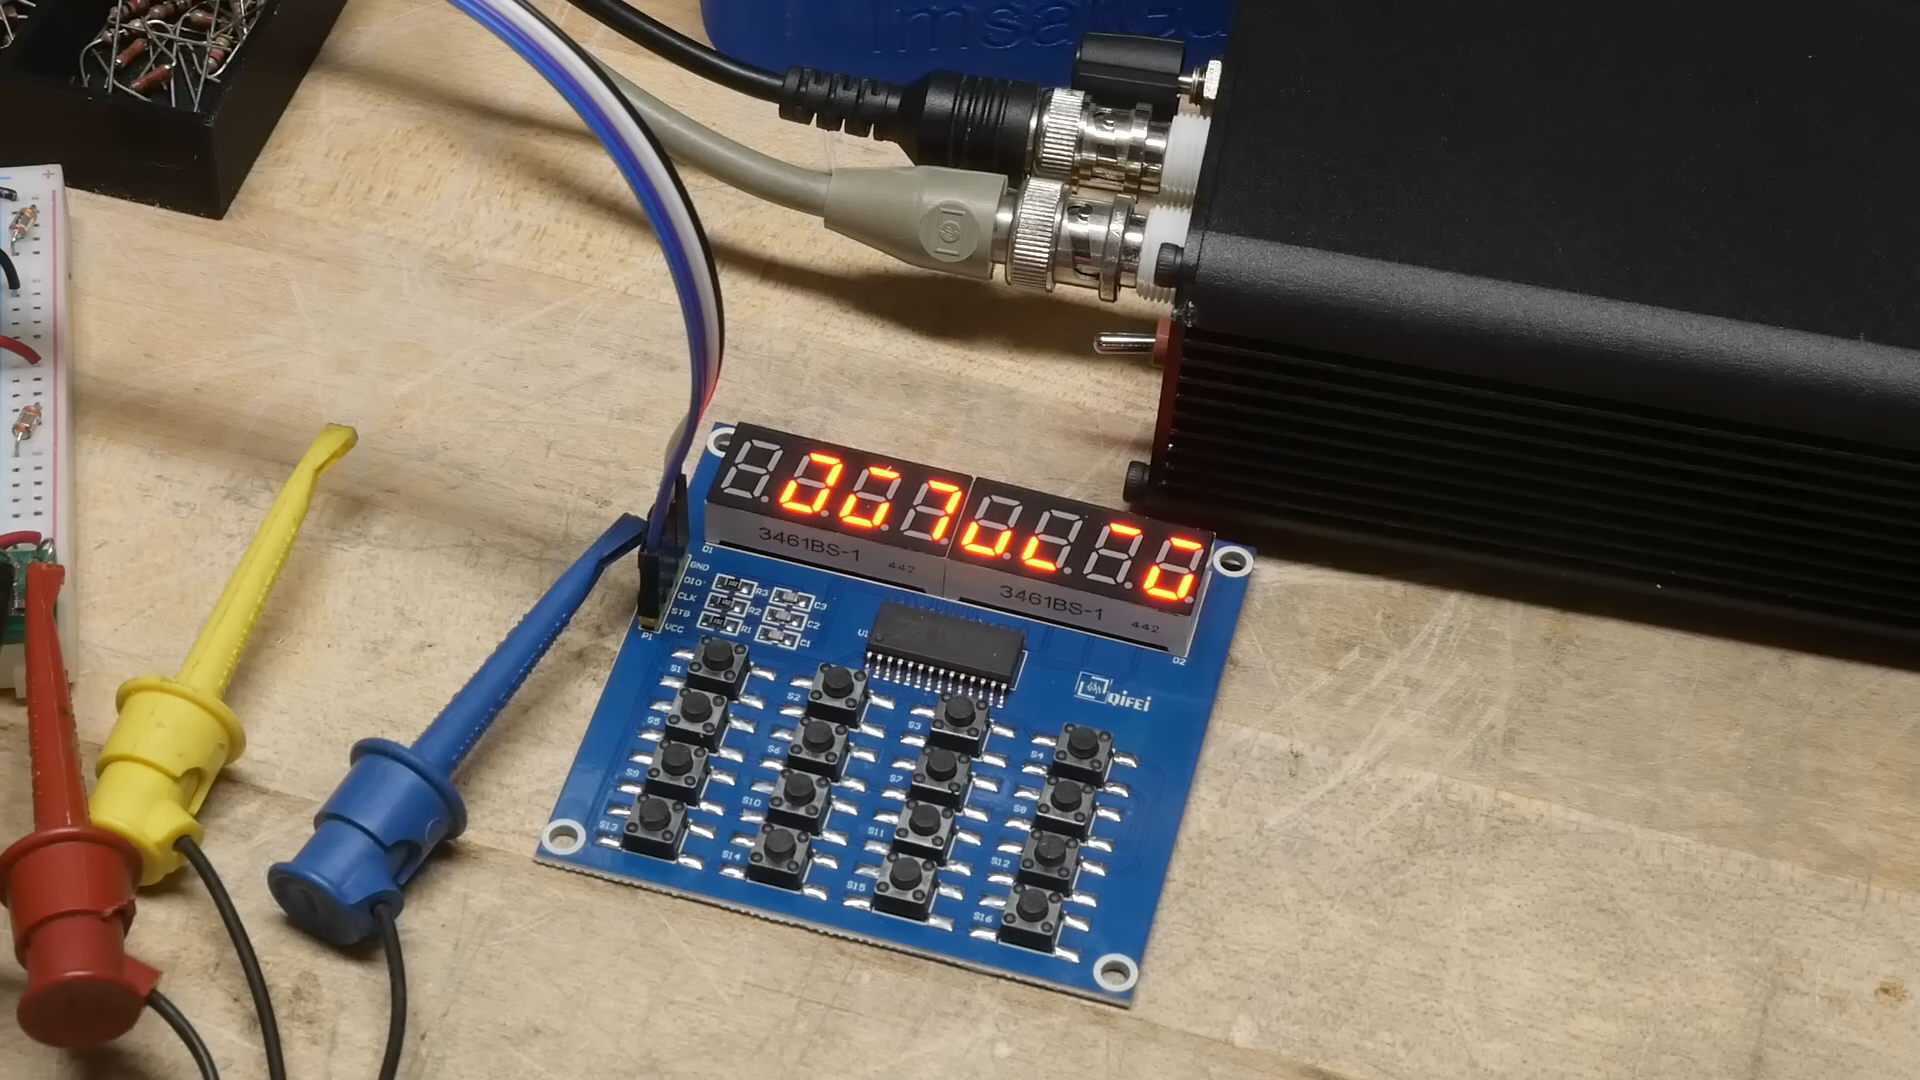 3461BS-1
442
3461BS-1
442
D1
GND
DIO
CLK
STB
VCC
P1
R3
R2
R1
C3
C2
C1
U1
D2
QIFEI
S1
S2
S3
S4
S5
S6
S7
S8
S9
S10
S11
S12
S13
S14
S15
S16